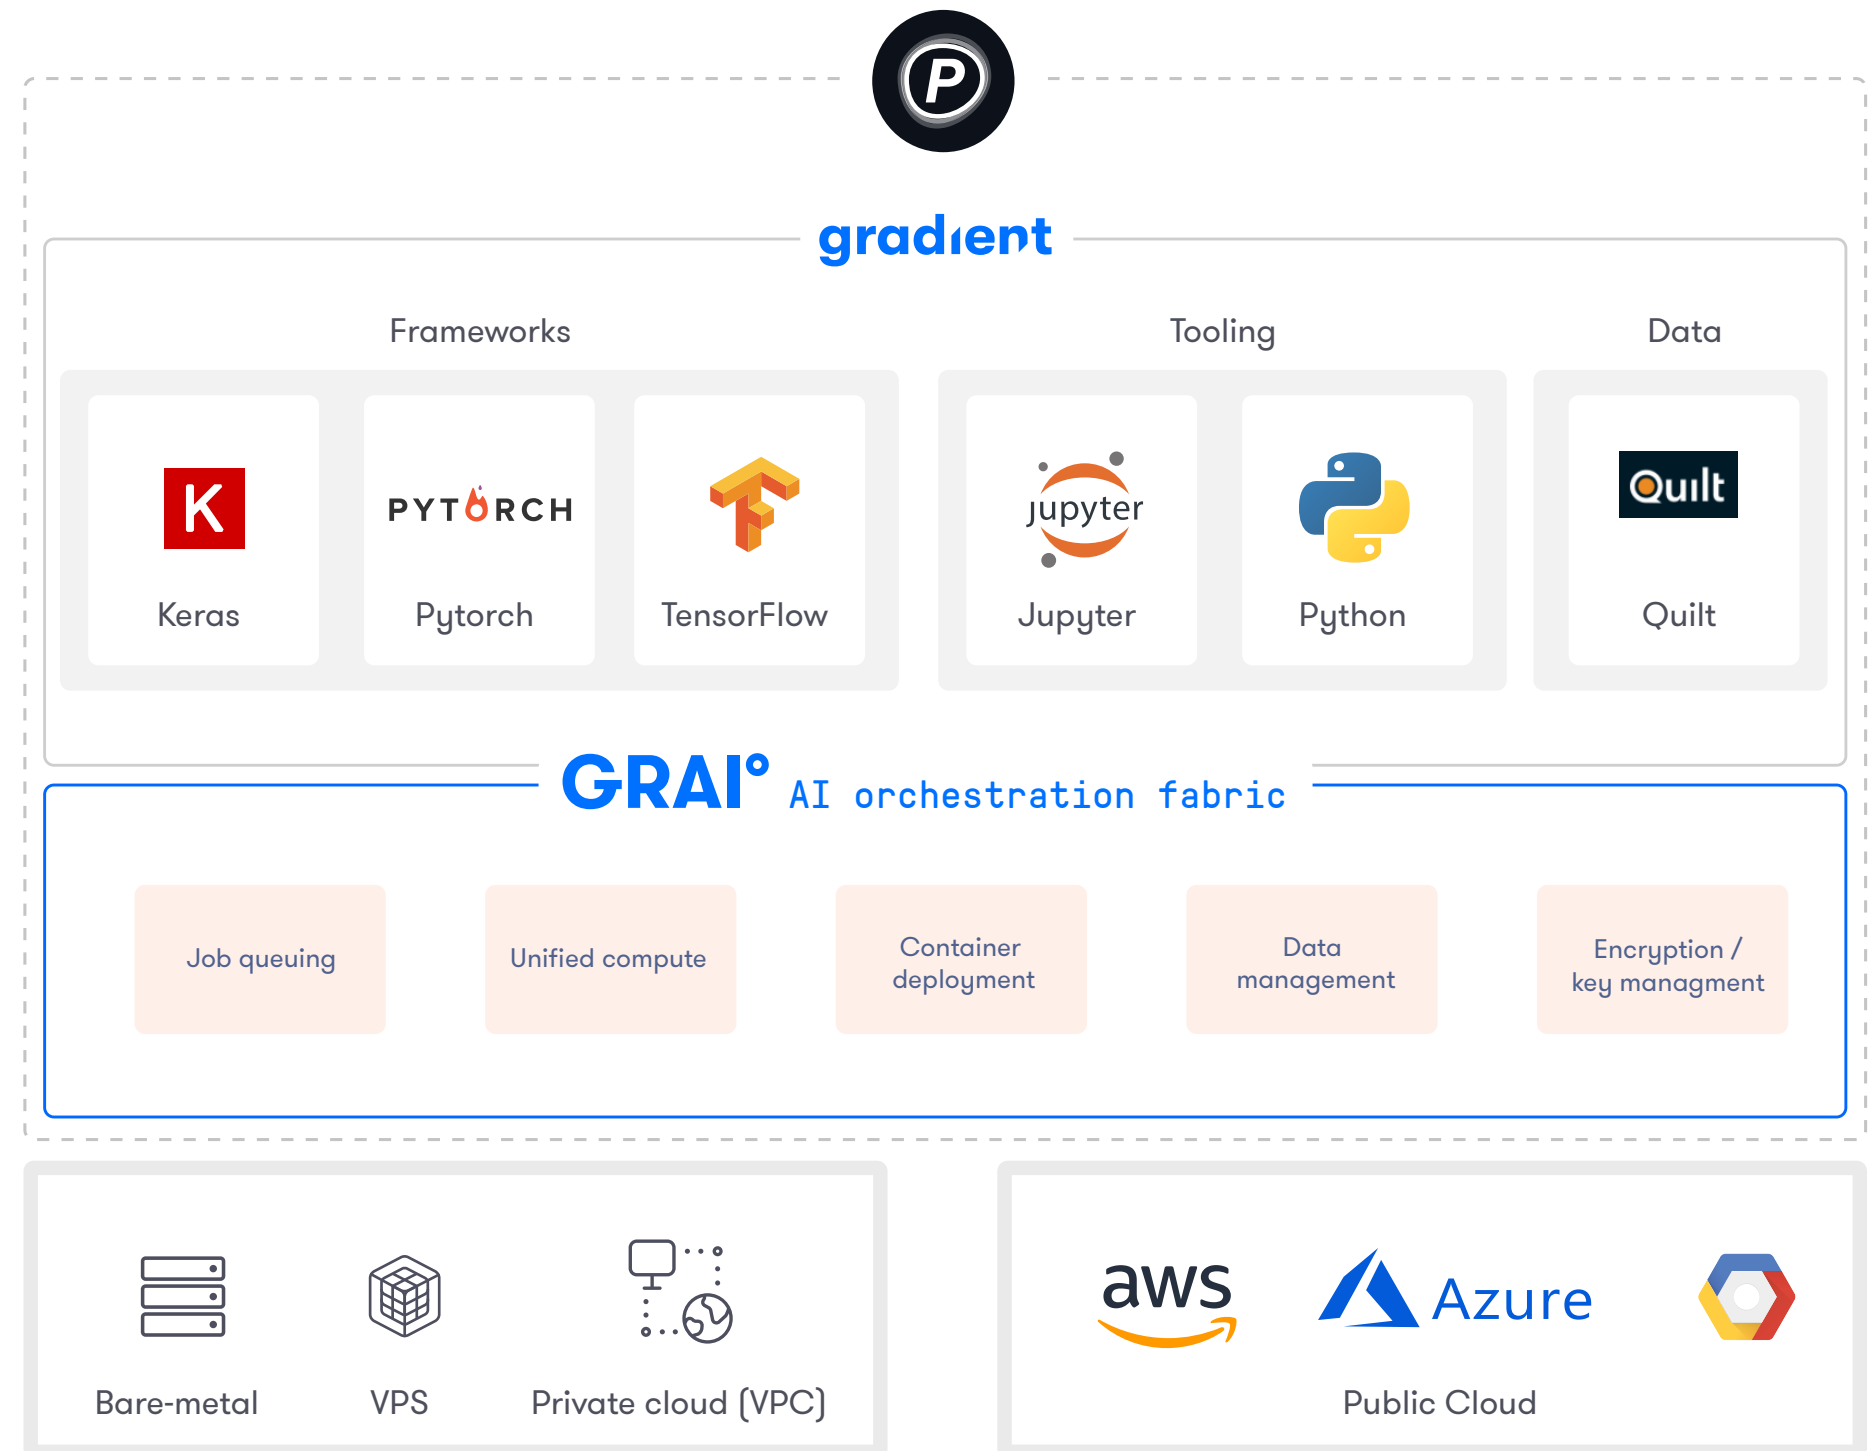 P
gradient
Frameworks
Tooling
Data
K
PYTORCH
jupyter
Quilt
Keras
Pytorch
TensorFlow
Jupyter
Python
Quilt
GRAI° AI orchestration fabric
Job queuing
Unified compute
Container
deployment
Data
management
Encryption /
key managment
aws
Azure
Bare-metal
VPS
Private cloud (VPC)
Public Cloud